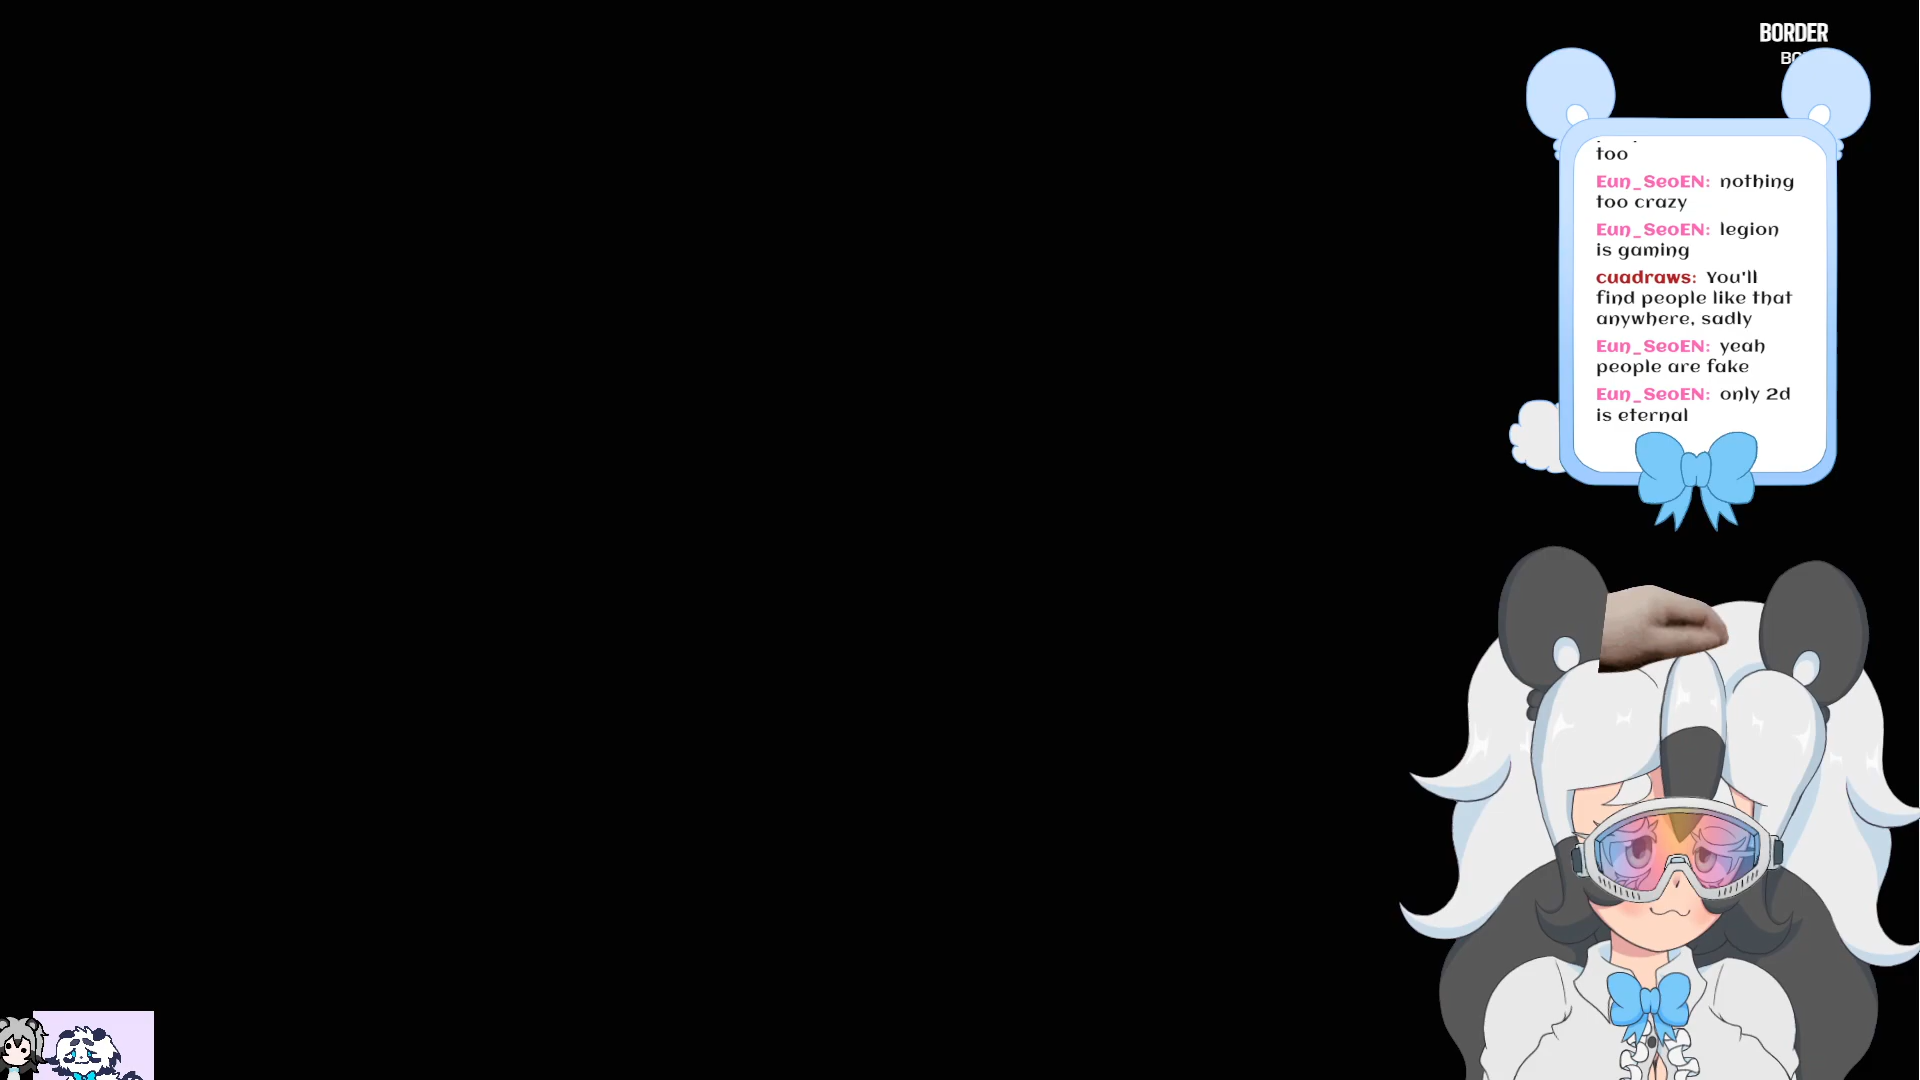 BORDER
too
Eun_SeoEN: nothing
too crazy
Eun_SeoEN: legion
is gaming
cuadraws: You'll
find people like that
anywhere, sadly
Eun_SeoEN: yeah
people are fake
Eun_SeoEN: only 2d
is eternal